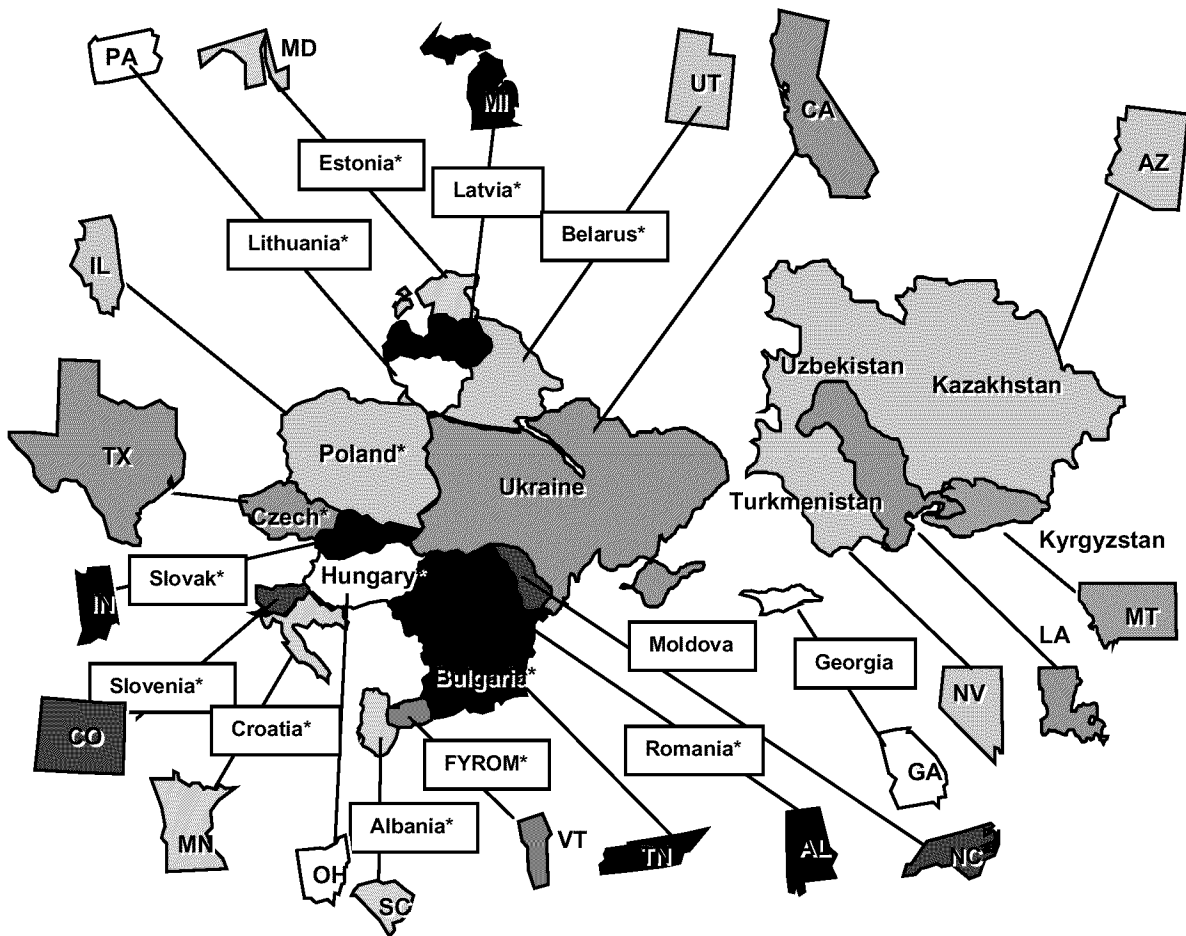 PA
MD
MI
UT
CA
AZ
Estonia*
Latvia*
Lithuania*
Belarus*
IL
Uzbekistan
Kazakhstan
TX
Poland*
Ukraine
Turkmenistan
Czech*
Kyrgyzstan
Slovak*
Hungary*
IN
MT
LA
Moldova
Georgia
Slovenia*
Bulgaria*
NV
CO
Croatia*
FYROM*
Romania*
GA
Albania*
MN
VT
TN
AL
NC
OH
SC